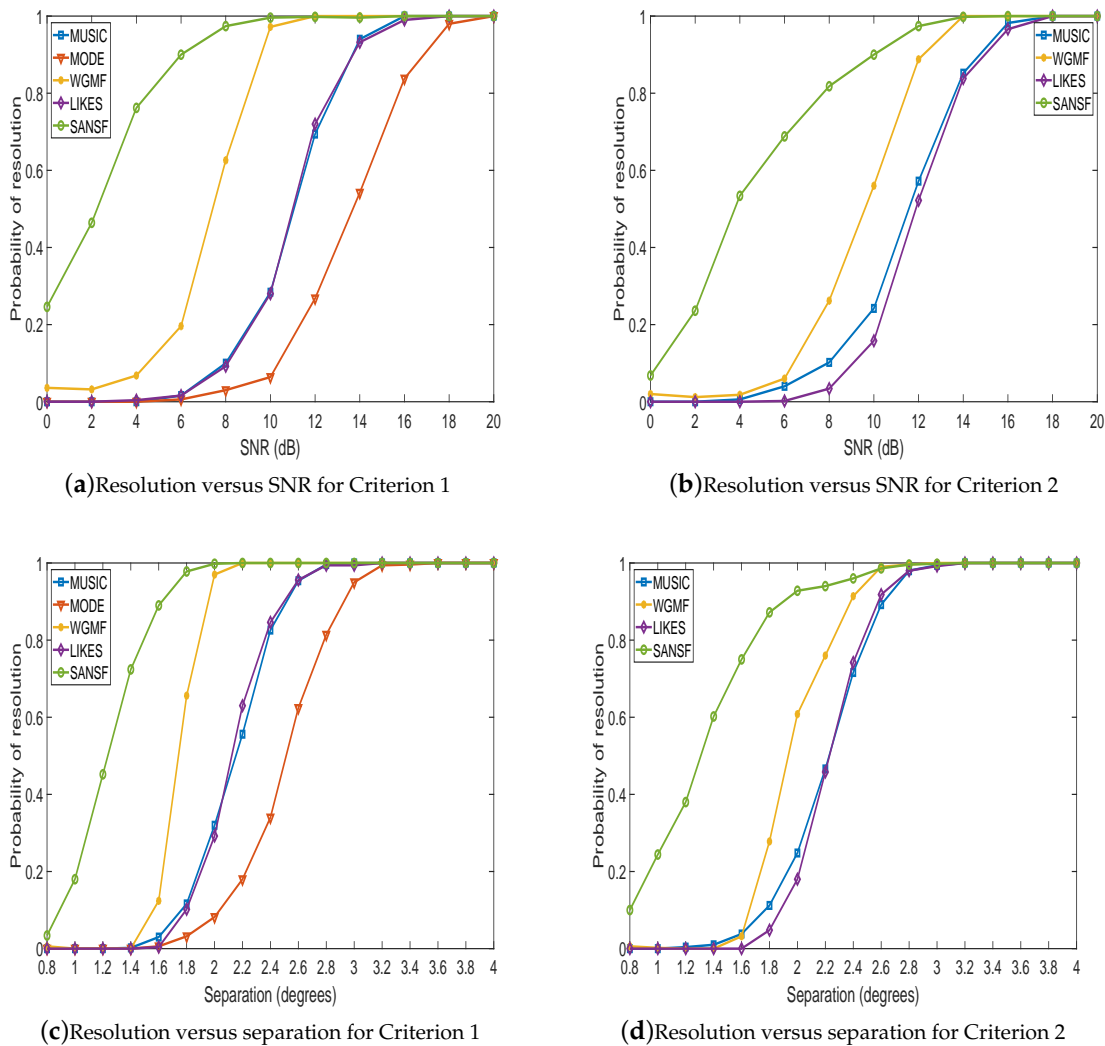 Probability of resolution
1
0.8
0.6
0.4
0.2
0
MUSIC
MODE
WGMF
LIKES
SANSF
0 2 4 6 8 10 12 14 16 18 20
SNR (dB)
(a)Resolution versus SNR for Criterion 1
Probability of resolution
1
0.8
0.6
0.4
0.2
0
MUSIC
WGMF
LIKES
SANSF
0 2 4 6 8 10 12 14 16 18 20
SNR (dB)
(b)Resolution versus SNR for Criterion 2
Probability of resolution
1
0.8
0.6
0.4
0.2
0
MUSIC
MODE
WGMF
LIKES
SANSF
0.8 1 1.2 1.4 1.6 1.8 2 2.2 2.4 2.6 2.8 3 3.2 3.4 3.6 3.8 4
Separation (degrees)
(c)Resolution versus separation for Criterion 1
Probability of resolution
1
0.8
0.6
0.4
0.2
0
MUSIC
WGMF
LIKES
SANSF
0.8 1 1.2 1.4 1.6 1.8 2 2.2 2.4 2.6 2.8 3 3.2 3.4 3.6 3.8 4
Separation (degrees)
(d)Resolution versus separation for Criterion 2